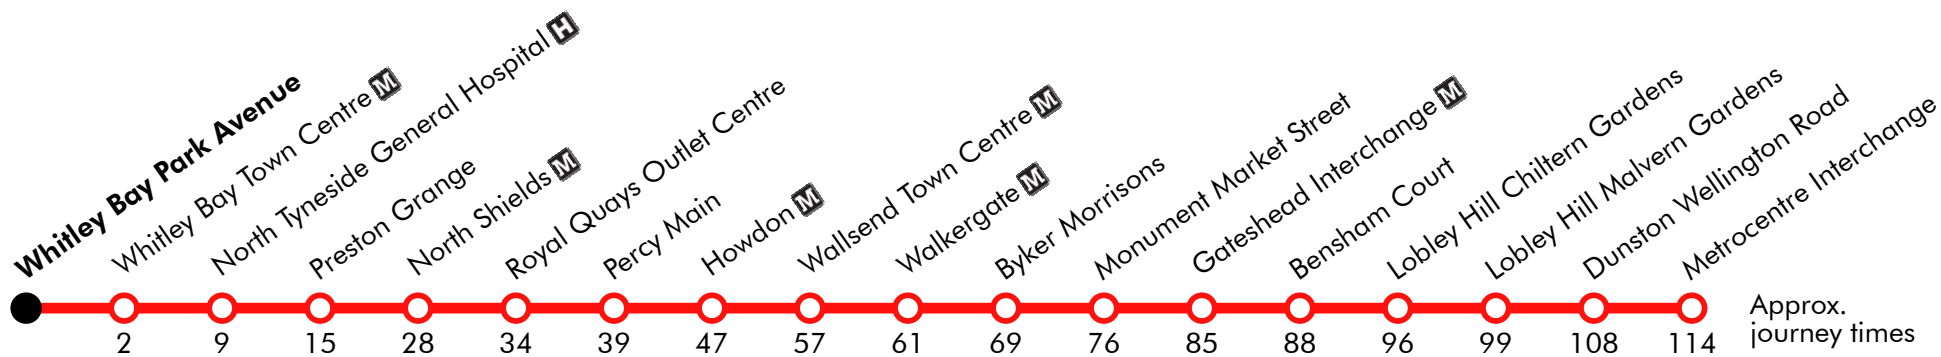 Whitley Bay Park Avenue
Whitley Bay Town Centre M
North Tyneside General Hospital H
Preston Grange
North Shields M
Royal Quays Outlet Centre
Percy Main
Howdon M
Wallsend Town Centre M
Walkergate M
Byker Morrisons
Monument Market Street
Gateshead Interchange M
Bensham Court
Lobley Hill Chiltern Gardens
Lobley Hill Malvern Gardens
Dunston Wellington Road
Metrocentre Interchange
2 9 15 28 34 39 47 57 61 69 76 85 88 96 99 108 114
Approx.
journey times